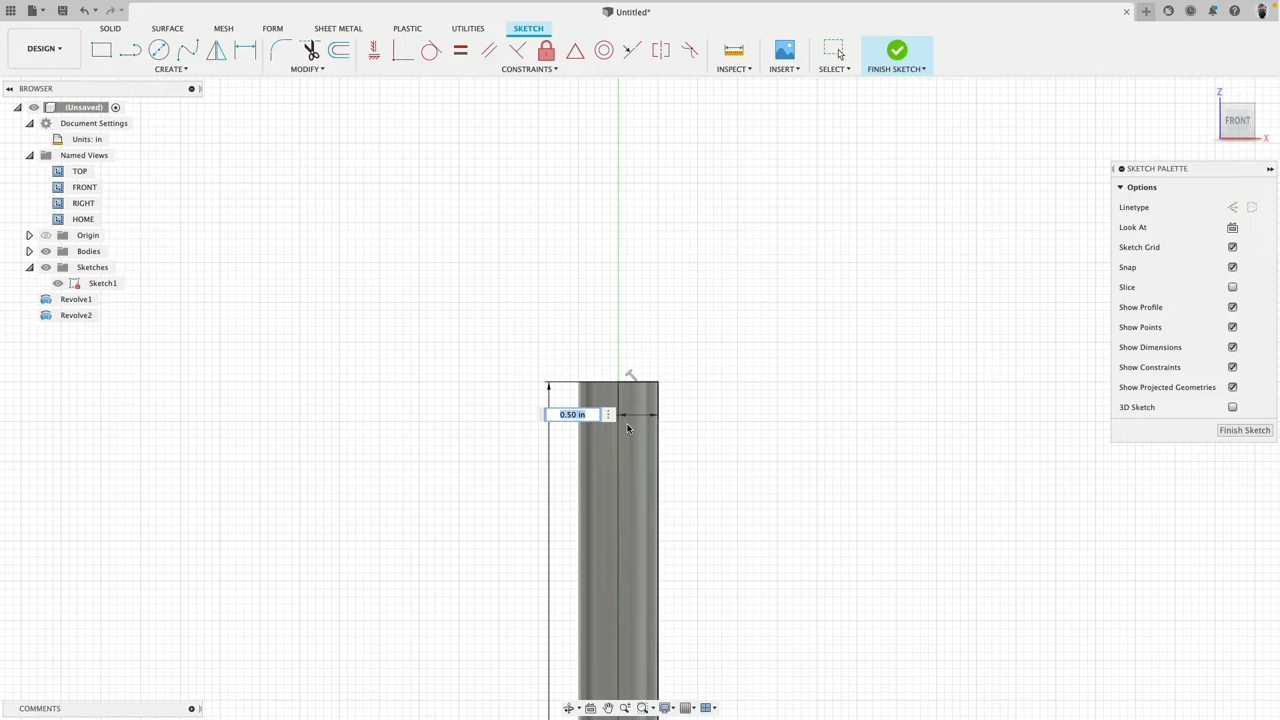 Untitled*
DESIGN
SOLID
SURFACE
MESH
FORM
SHEET METAL
PLASTIC
UTILITIES
SKETCH
CREATE
MODIFY
CONSTRAINTS
INSPECT
INSERT
SELECT
FINISH SKETCH
BROWSER
(Unsaved)
Document Settings
Units: in
Named Views
TOP
FRONT
RIGHT
HOME
Origin
Bodies
Sketches
Sketch1
Revolve1
Revolve2
Z
FRONT
X
SKETCH PALETTE
Options
Linetype
Look At
Sketch Grid
Snap
Slice
Show Profile
Show Points
Show Dimensions
Show Constraints
Show Projected Geometries
3D Sketch
Finish Sketch
0.50 in
COMMENTS